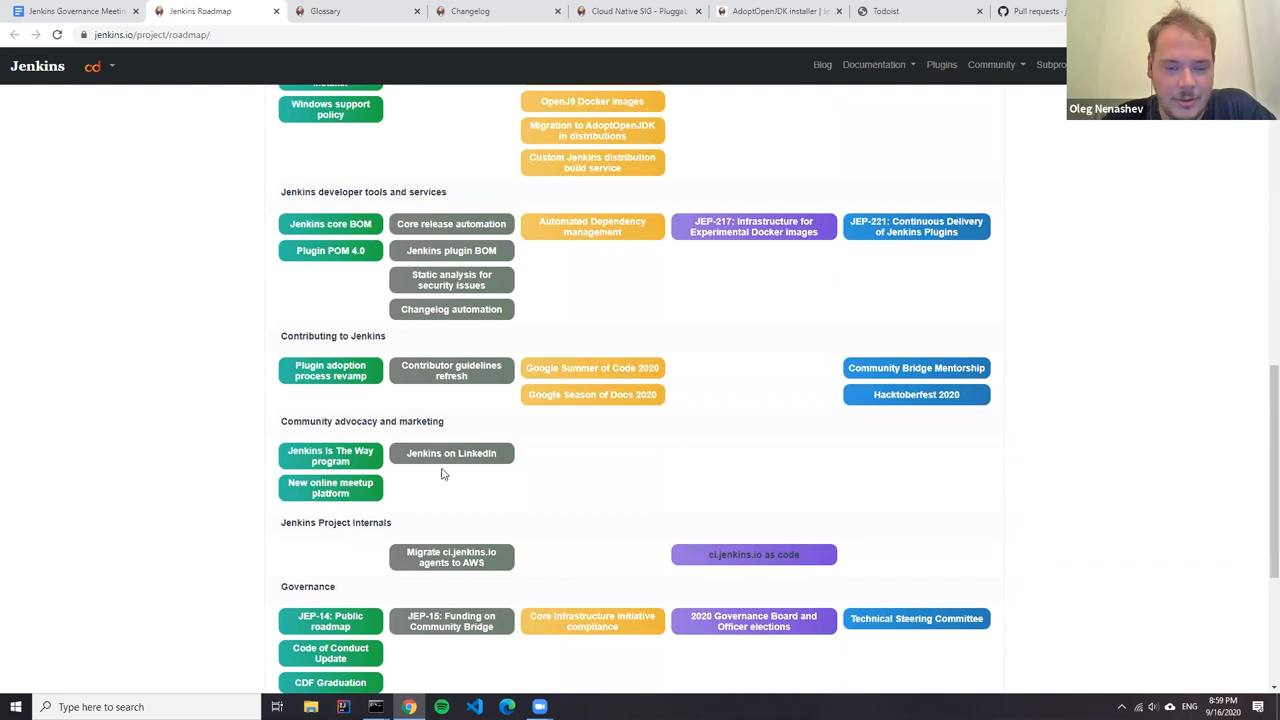 Jenkins Governance Meetin
Jenkins Roadmap
Glossary
Changelog
Cloud Native SIG - Pluggab
AdoptOpenJDK installer | Je
Todoist
Pull requests · j
jenkins.io/project/roadmap/
Jenkins
cd
Blog
Documentation
Plugins
Community
Subpro
Oleg Nenashev
Windows support
policy
OpenJ9 Docker images
Migration to AdoptOpenJDK
in distributions
Custom Jenkins distribution
build service
Jenkins developer tools and services
Jenkins core BOM
Plugin POM 4.0
Core release automation
Jenkins plugin BOM
Static analysis for
security issues
Changelog automation
Automated Dependency
management
JEP-217: Infrastructure for
Experimental Docker images
JEP-221: Continuous Delivery
of Jenkins Plugins
Contributing to Jenkins
Plugin adoption
process revamp
Contributor guidelines
refresh
Google Summer of Code 2020
Google Season of Docs 2020
Community Bridge Mentorship
Hacktoberfest 2020
Community advocacy and marketing
Jenkins Is The Way
program
New online meetup
platform
Jenkins on LinkedIn
Jenkins Project Internals
Migrate ci.jenkins.io
agents to AWS
ci.jenkins.io as code
Governance
JEP-14: Public
roadmap
Code of Conduct
Update
CDF Graduation
JEP-15: Funding on
Community Bridge
Core Infrastructure Initiative
compliance
2020 Governance Board and
Officer elections
Technical Steering Committee
Type here to search
ENG
8:59 PM
9/16/2020